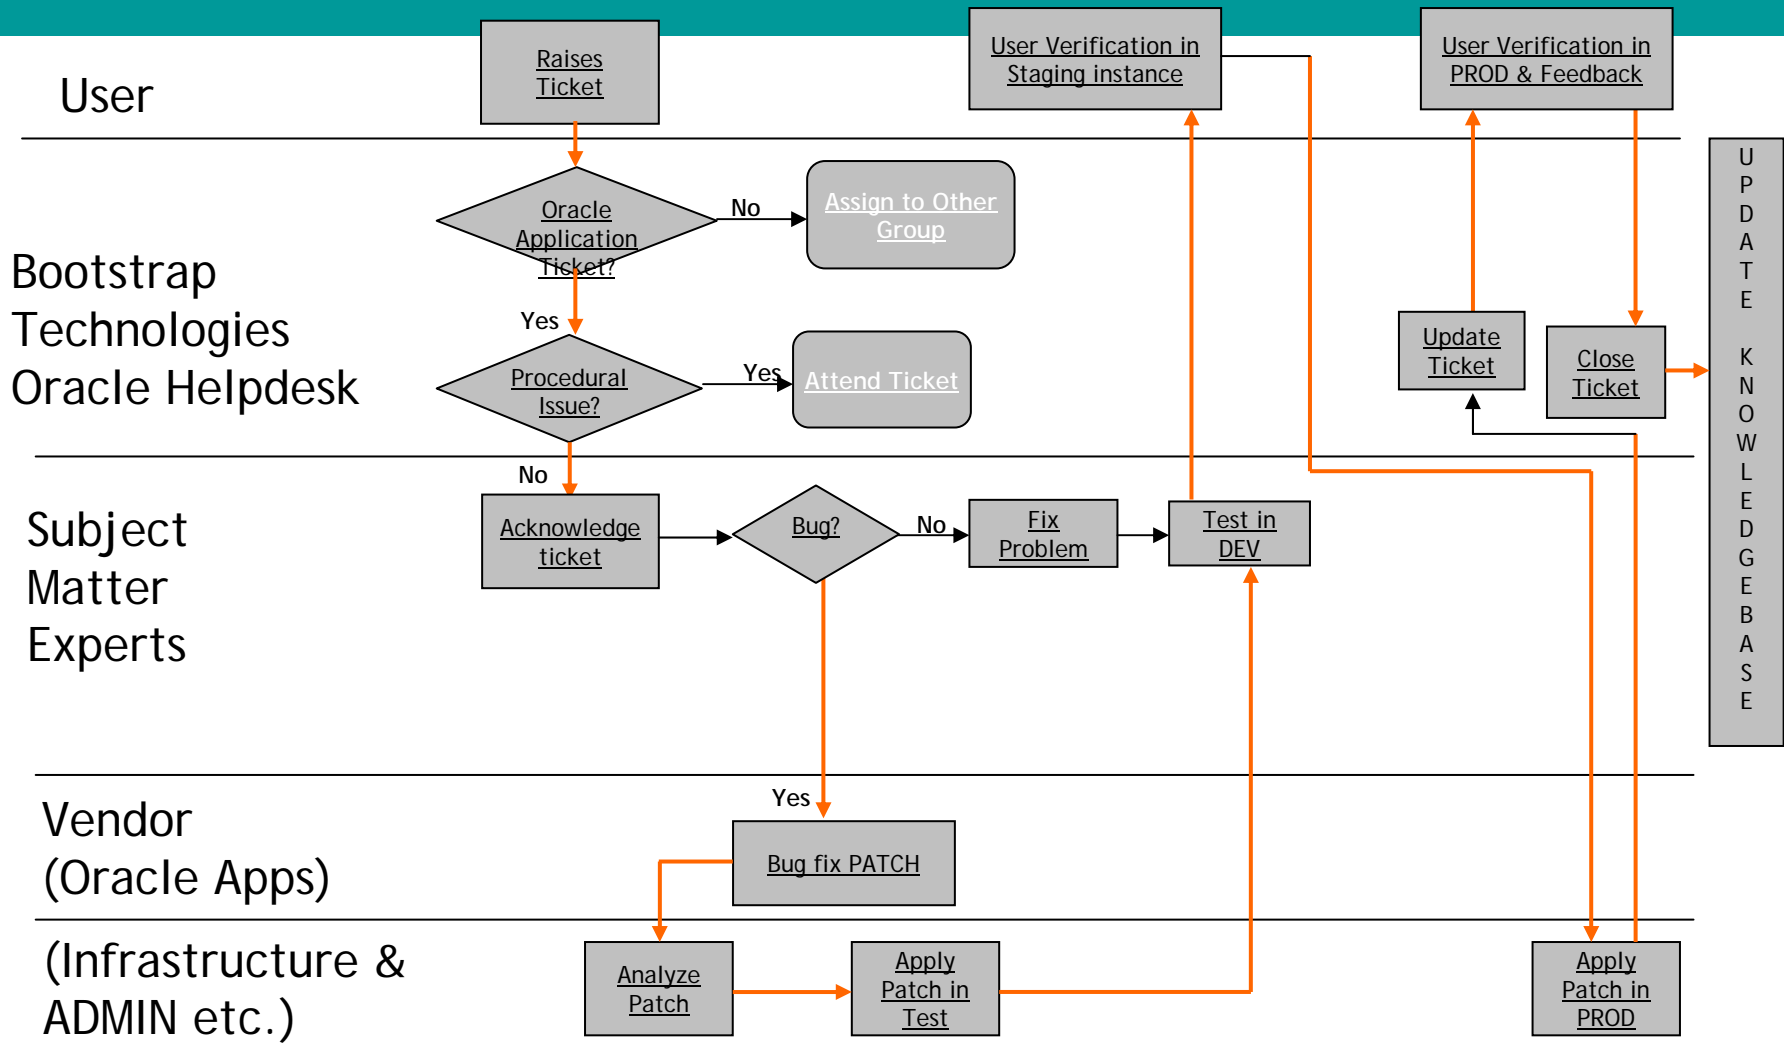 User
Raises
Ticket
User Verification in
Staging instance
User Verification in
PROD & Feedback
Bootstrap
Technologies
Oracle Helpdesk
Oracle
Application
Ticket?
No
Assign to Other
Group
Yes
Procedural
Issue?
Yes
Attend Ticket
Update
Ticket
Close
Ticket
U
P
D
A
T
E
K
N
O
W
L
E
D
G
E
B
A
S
E
Subject
Matter
Experts
No
Acknowledge
ticket
Bug?
No
Fix
Problem
Test in
DEV
Vendor
(Oracle Apps)
Yes
Bug fix PATCH
(Infrastructure &
ADMIN etc.)
Analyze
Patch
Apply
Patch in
Test
Apply
Patch in
PROD